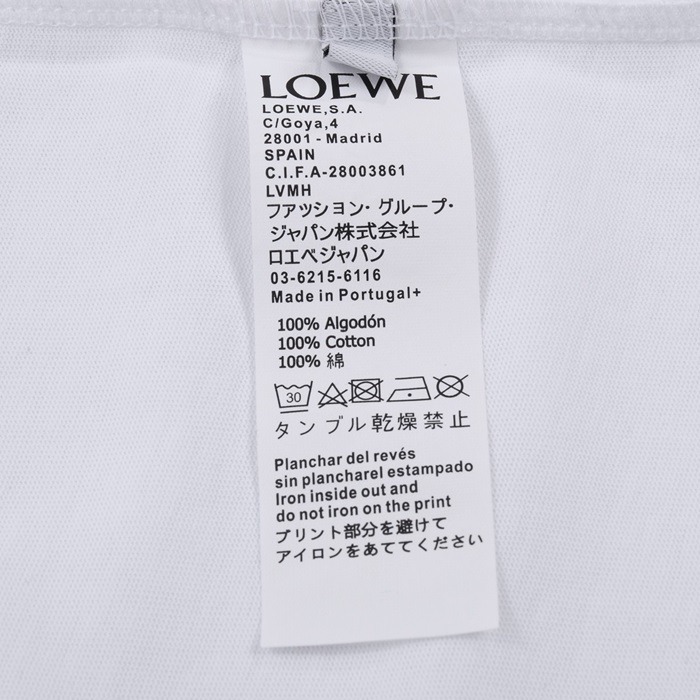 LOEWE
LOEWE,S.A.
C/Goya,4
28001 - Madrid
SPAIN
C.I.F.A-28003861
LVMH
ファツション・グループ・
ジャパン株式会社
ロエベジャパン
03-6215-6116
Made in Portugal+
100% Algodón
100% Cotton
100% 綿
30
タンブル乾燥禁止
Planchar del revés
sin plancharel estampado
Iron inside out and
do not iron on the print
プリント部分を避けて
アイロンをあててください